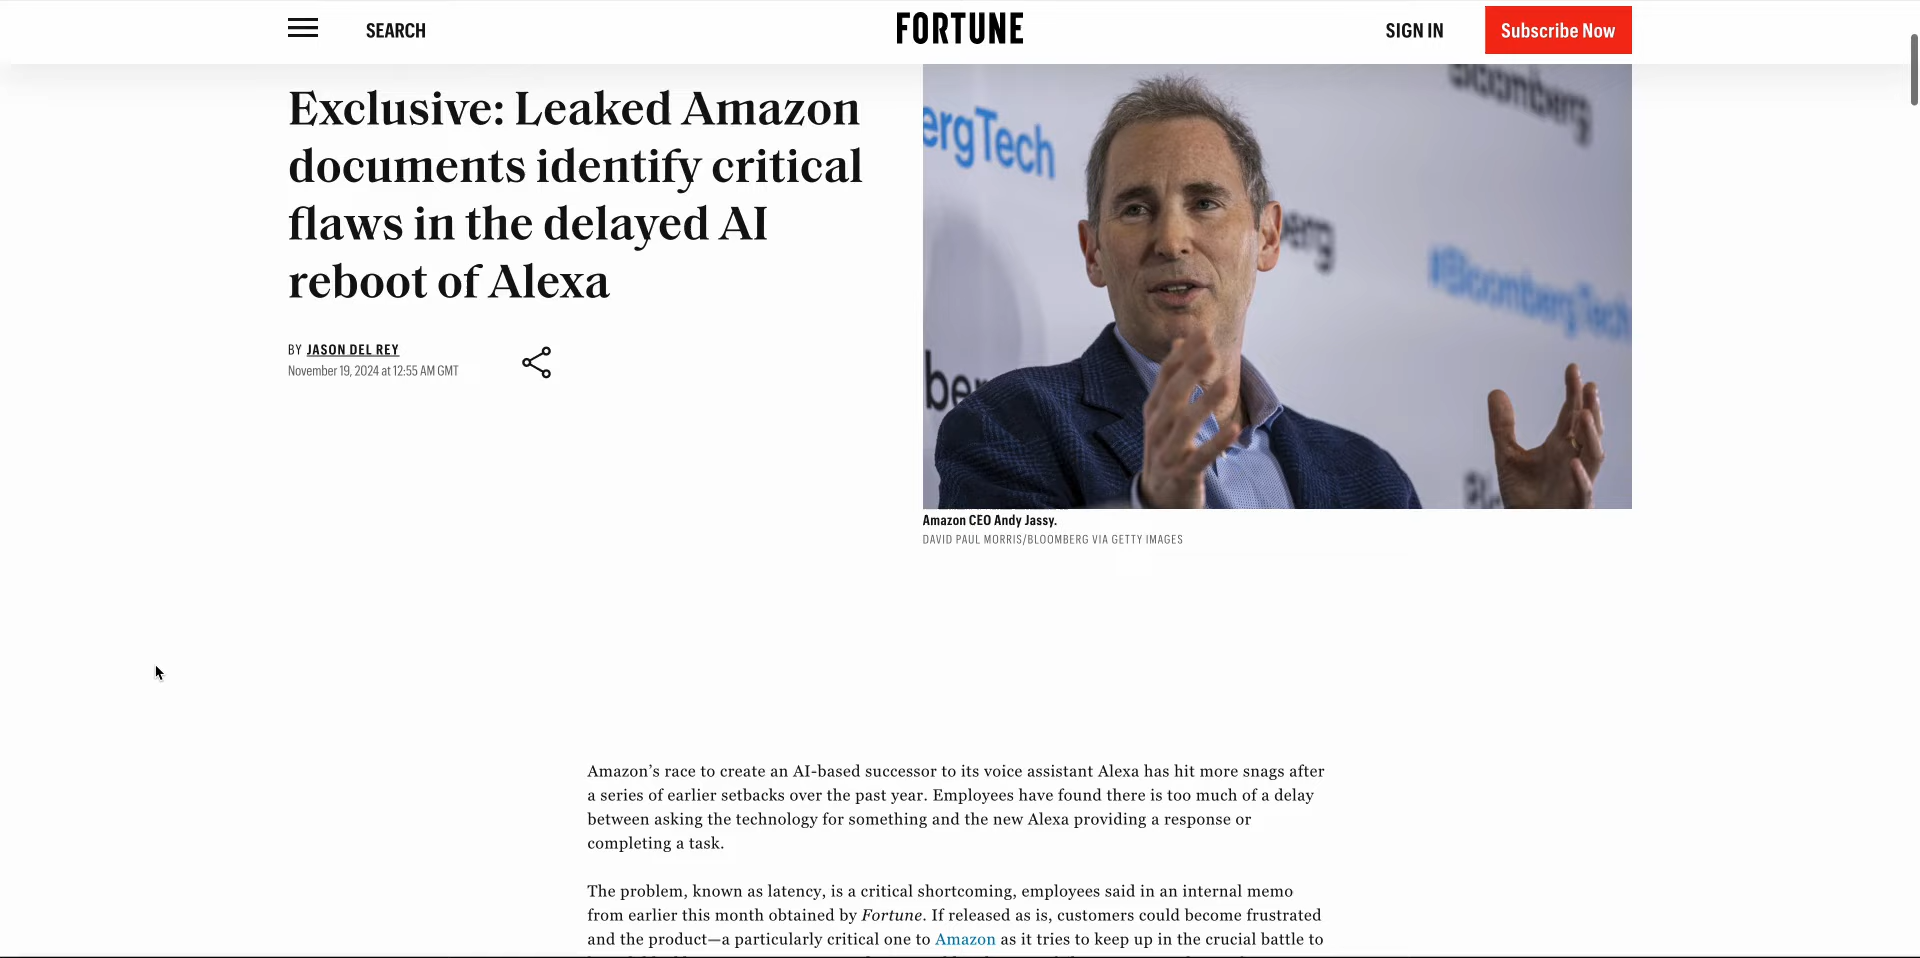 SEARCH
FORTUNE
SIGN IN
Subscribe Now
Exclusive: Leaked Amazon
documents identify critical
flaws in the delayed AI
reboot of Alexa
BY JASON DEL REY
November 19, 2024 at 12:55 AM GMT
ergTech
Bloomberg
berg
#BloombergTech
be
Amazon CEO Andy Jassy.
DAVID PAUL MORRIS/BLOOMBERG VIA GETTY IMAGES
Amazon’s race to create an AI-based successor to its voice assistant Alexa has hit more snags after
a series of earlier setbacks over the past year. Employees have found there is too much of a delay
between asking the technology for something and the new Alexa providing a response or
completing a task.
The problem, known as latency, is a critical shortcoming, employees said in an internal memo
from earlier this month obtained by Fortune. If released as is, customers could become frustrated
and the product—a particularly critical one to Amazon as it tries to keep up in the crucial battle to